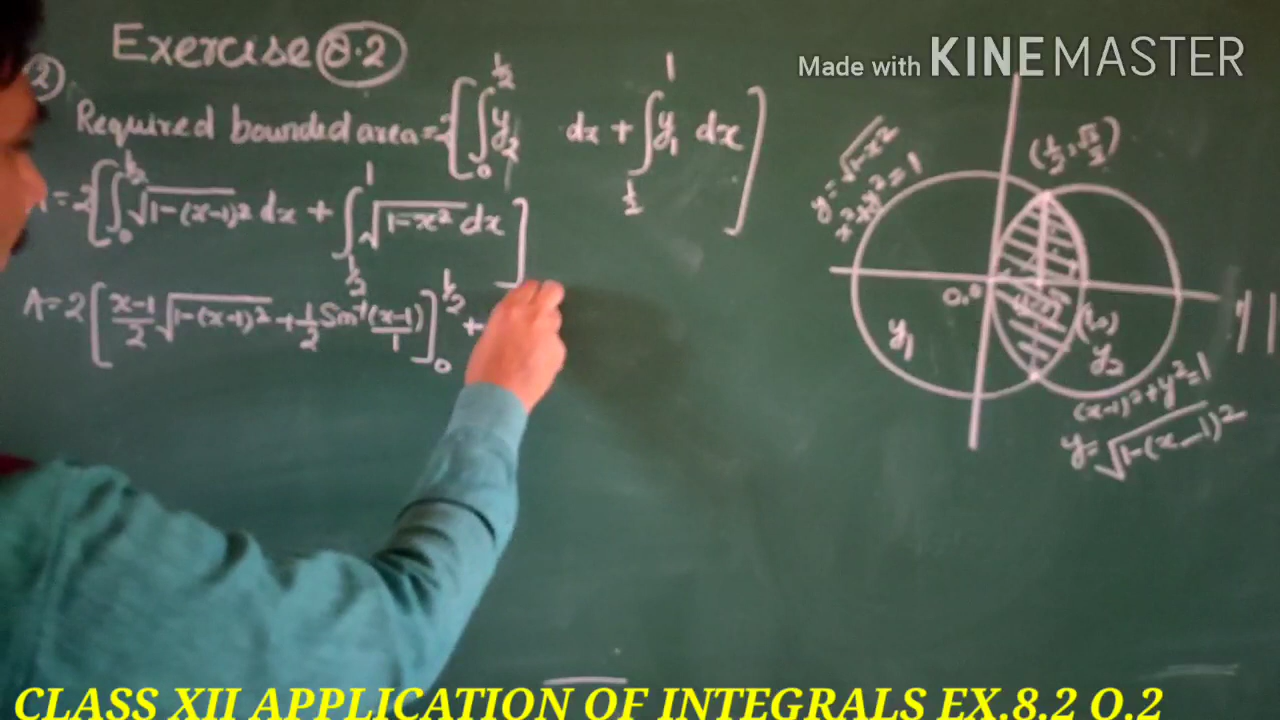 Made with KINEMASTER
Exercise 8.2
2)
Required bounded area = 2[∫₀^½ y₂ dx + ∫_½^1 y₁ dx]
= 2[∫₀^½ √1-(x-1)² dx + ∫_½^1 √1-x² dx]
A = 2[x-1/2 √1-(x-1)² + 1/2 Sin⁻¹(x-1)/1]₀^½ +
y=√1-x²
x²+y²=1
(½, √3/2)
y₁
y₂
(x-1)²+y²=1
y=√1-(x-1)²
CLASS XII APPLICATION OF INTEGRALS EX.8.2 Q.2